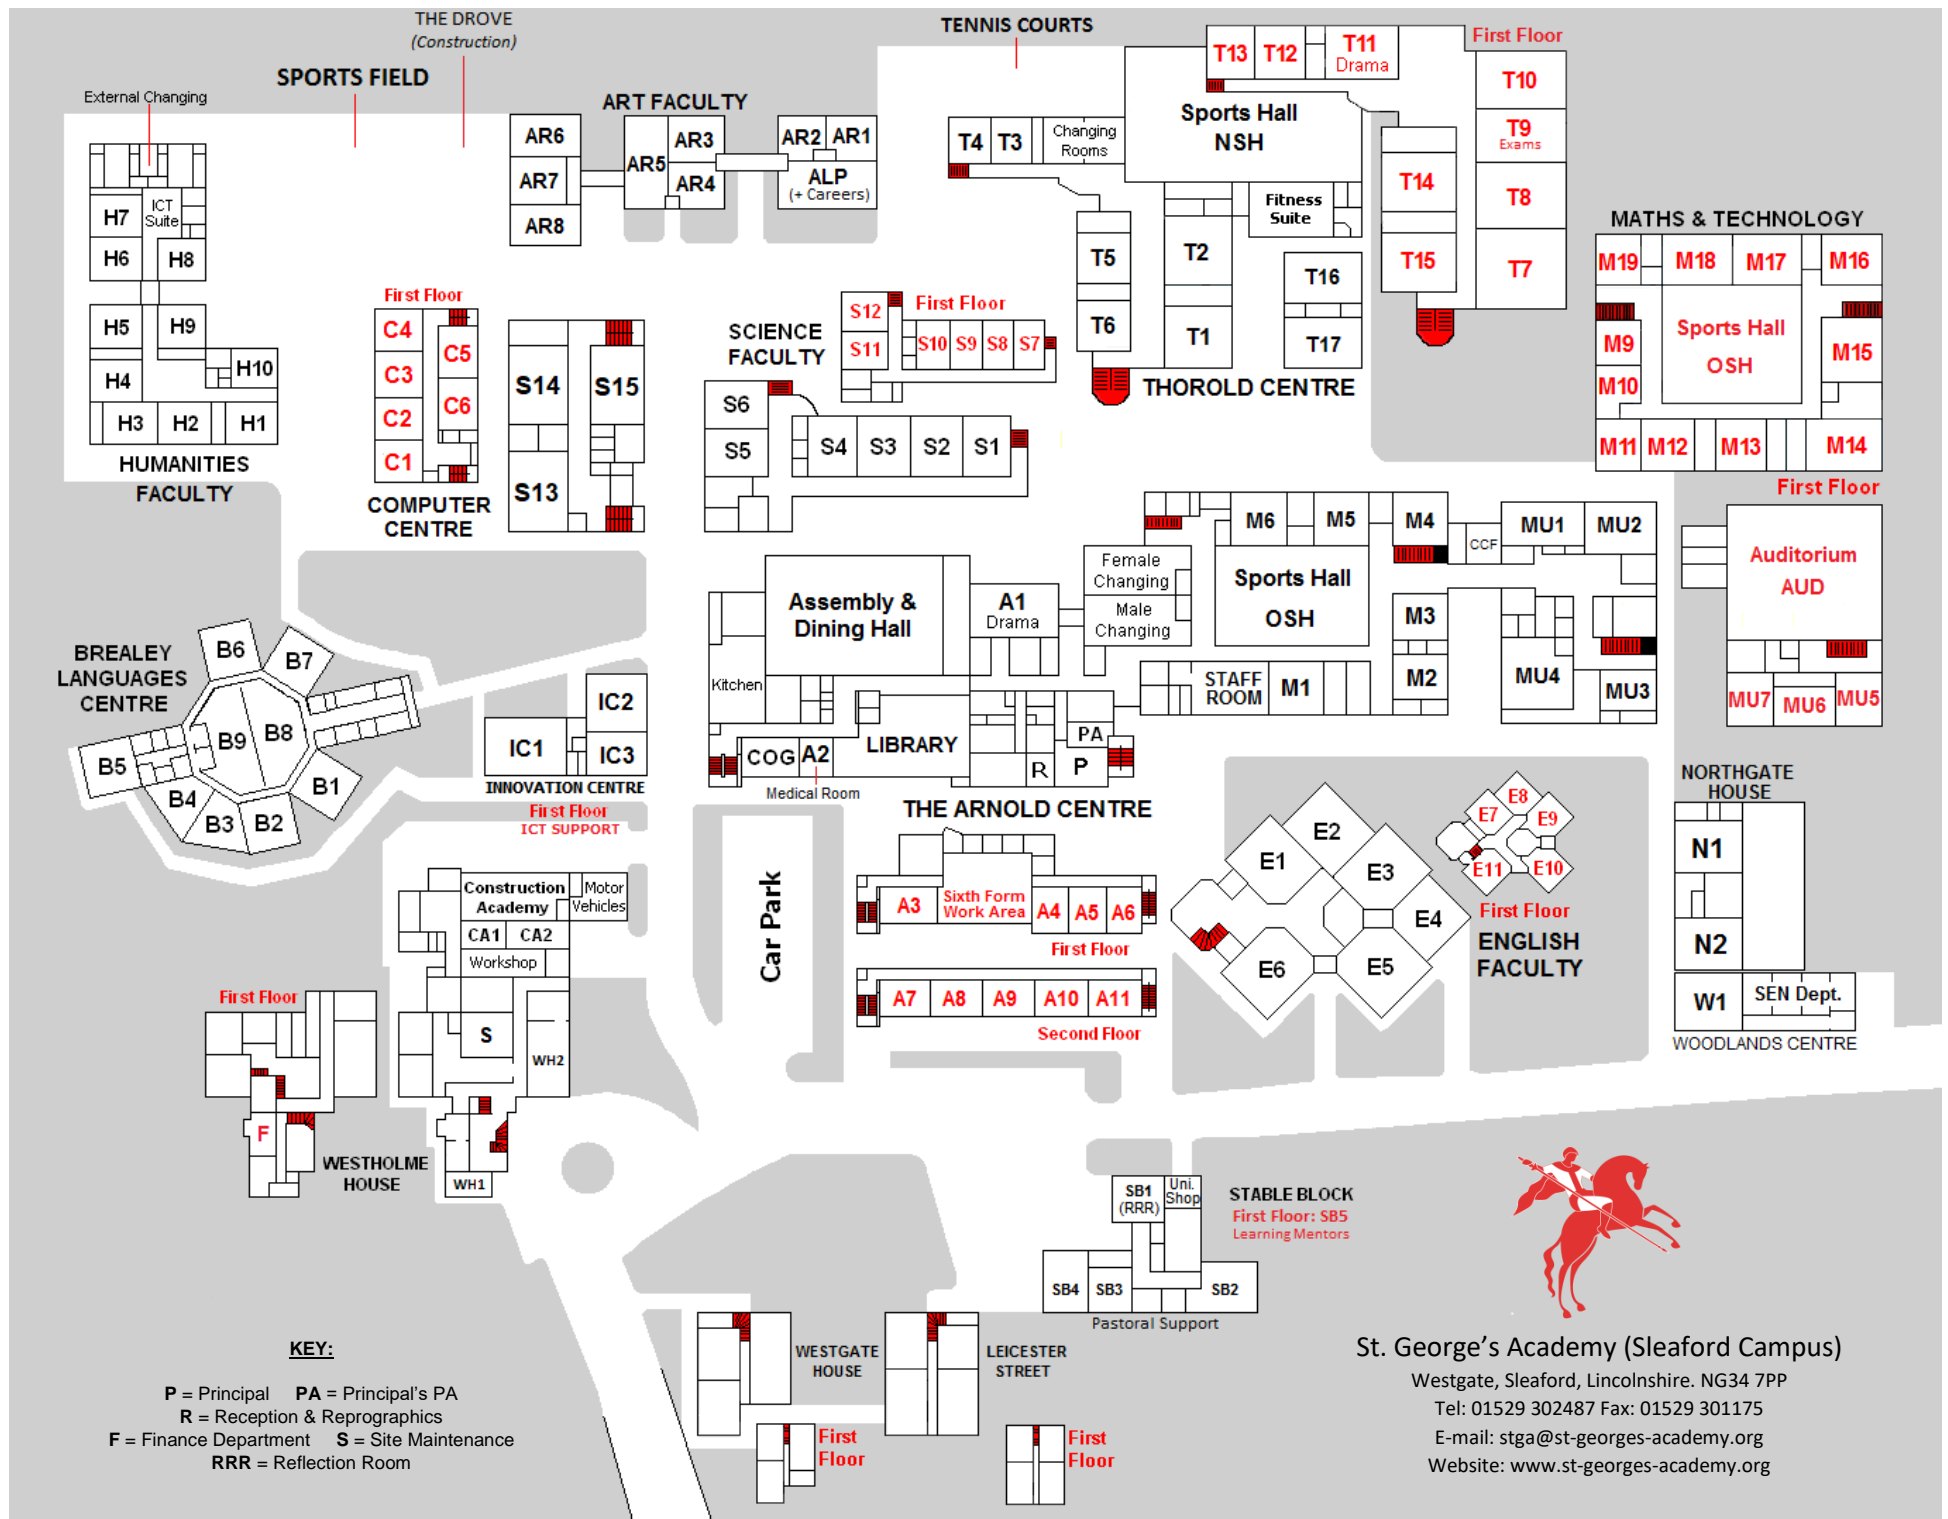 THE DROVE
(Construction)
SPORTS FIELD
External Changing
TENNIS COURTS
ART FACULTY
AR6
AR7
AR8
AR5
AR3
AR4
AR2
AR1
ALP
(+ Careers)
H7
ICT
Suite
H6
H8
H5
H9
H4
H10
H3
H2
H1
HUMANITIES
FACULTY
First Floor
C4
C3
C2
C1
C5
C6
COMPUTER
CENTRE
S14
S15
S13
SCIENCE
FACULTY
S12
S11
First Floor
S10
S9
S8
S7
S6
S5
S4
S3
S2
S1
T13
T12
T11
Drama
First Floor
T10
T9
Exams
T8
T7
T14
T15
Sports Hall
NSH
T4
T3
Changing
Rooms
Fitness
Suite
T5
T6
T2
T1
T16
T17
THOROLD CENTRE
MATHS & TECHNOLOGY
M19
M18
M17
M16
M9
M10
Sports Hall
OSH
M15
M11
M12
M13
M14
First Floor
M6
M5
M4
CCF
MU1
MU2
Female
Changing
Male
Changing
Sports Hall
OSH
M3
M2
STAFF
ROOM
M1
MU4
MU3
Auditorium
AUD
MU7
MU6
MU5
Assembly &
Dining Hall
A1
Drama
Kitchen
COG
A2
Medical Room
LIBRARY
PA
R
P
THE ARNOLD CENTRE
BREALEY
LANGUAGES
CENTRE
B6
B7
B9
B8
B5
B4
B3
B2
B1
IC2
IC1
IC3
INNOVATION CENTRE
First Floor
ICT SUPPORT
Construction
Academy
Motor
Vehicles
CA1
CA2
Workshop
S
WH2
WH1
First Floor
F
WESTHOLME
HOUSE
Car Park
A3
Sixth Form
Work Area
A4
A5
A6
First Floor
A7
A8
A9
A10
A11
Second Floor
E1
E2
E3
E4
E5
E6
E7
E8
E9
E10
E11
First Floor
ENGLISH
FACULTY
NORTHGATE
HOUSE
N1
N2
W1
SEN Dept.
WOODLANDS CENTRE
SB1
(RRR)
Uni.
Shop
STABLE BLOCK
First Floor: SB5
Learning Mentors
SB4
SB3
SB2
Pastoral Support
WESTGATE
HOUSE
LEICESTER
STREET
First
Floor
First
Floor
KEY:
P = Principal PA = Principal's PA
R = Reception & Reprographics
F = Finance Department S = Site Maintenance
RRR = Reflection Room
St. George's Academy (Sleaford Campus)
Westgate, Sleaford, Lincolnshire. NG34 7PP
Tel: 01529 302487 Fax: 01529 301175
E-mail: stga@st-georges-academy.org
Website: www.st-georges-academy.org